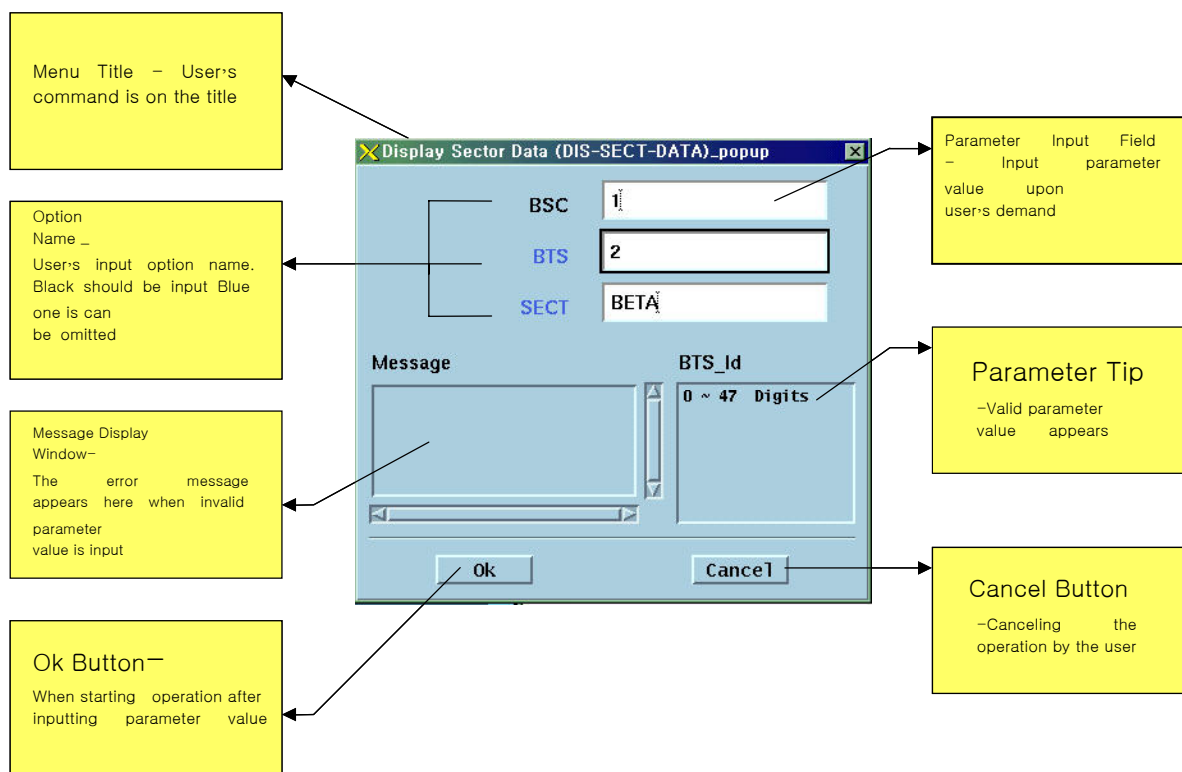 Menu Title - User's
command is on the title
Option
Name _
User's input option name.
Black should be input Blue
one is can
be omitted
Message Display
Window-
The error message
appears here when invalid
parameter
value is input
Ok Button-
When starting operation after
inputting parameter value
Display Sector Data (DIS-SECT-DATA)_popup
BSC 1
BTS 2
SECT BETA
Message
BTS_Id
0 ~ 47 Digits
Ok
Cancel
Parameter Input Field
- Input parameter
value upon
user's demand
Parameter Tip
-Valid parameter
value appears
Cancel Button
-Canceling the
operation by the user